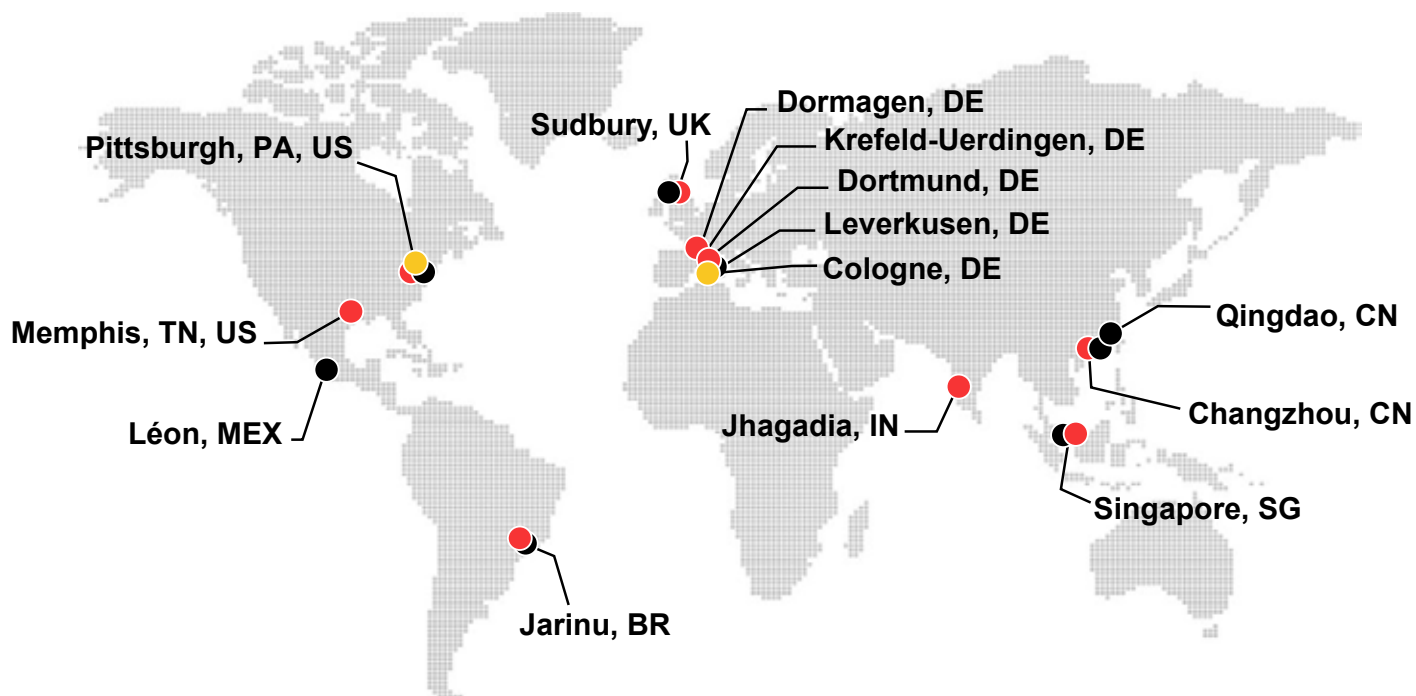 Dormagen, DE
Sudbury, UK
Krefeld-Uerdingen, DE
Pittsburgh, PA, US
Dortmund, DE
Leverkusen, DE
Cologne, DE
Qingdao, CN
Memphis, TN, US
Changzhou, CN
Léon, MEX
Jhagadia, IN
Singapore, SG
Jarinu, BR